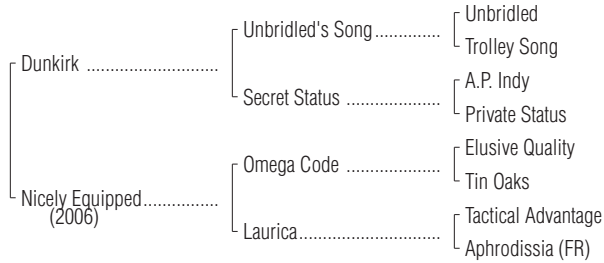 Unbridled
Unbridled's Song..............
Trolley Song
Dunkirk .............................
A.P. Indy
Secret Status ....................
Private Status
Elusive Quality
Omega Code ....................
Tin Oaks
Nicely Equipped................
(2006)
Tactical Advantage
Laurica..............................
Aphrodissia (FR)